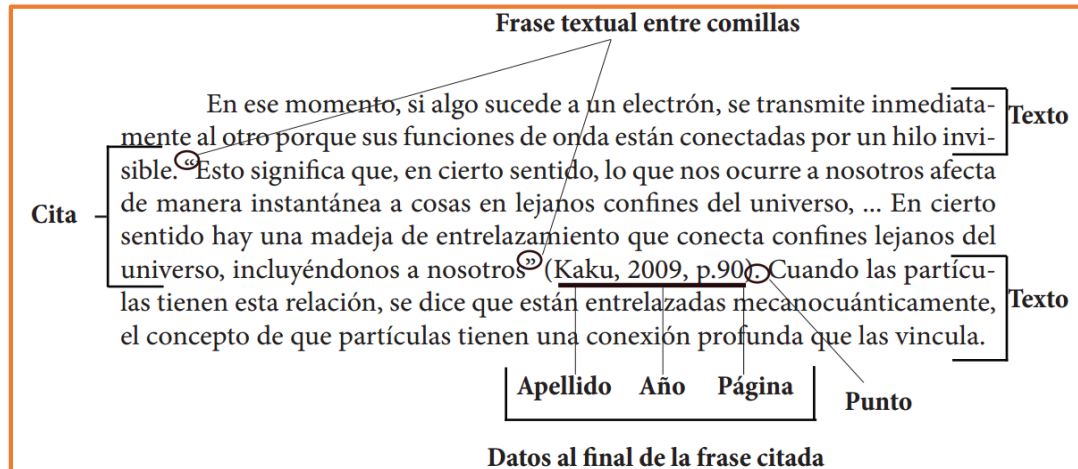 Frase textual entre comillas
En ese momento, si algo sucede a un electrón, se transmite inmediata-
Texto
mente al otro porque sus funciones de onda están conectadas por un hilo invi-
sible. “Esto significa que, en cierto sentido, lo que nos ocurre a nosotros afecta
Cita
de manera instantánea a cosas en lejanos confines del universo, ... En cierto
sentido hay una madeja de entrelazamiento que conecta confines lejanos del
universo, incluyéndonos a nosotros” (Kaku, 2009, p.90). Cuando las partícu-
Texto
las tienen esta relación, se dice que están entrelazadas mecanocuánticamente,
el concepto de que partículas tienen una conexión profunda que las vincula.
Apellido Año Página
Punto
Datos al final de la frase citada